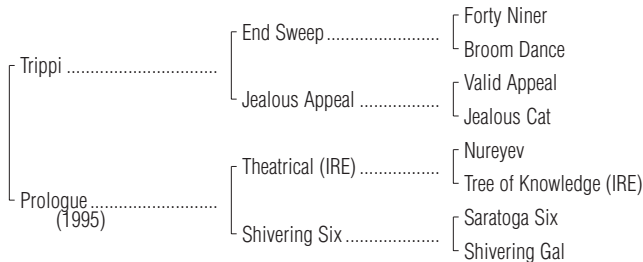 Forty Niner
End Sweep ........................
Broom Dance
Trippi ................................
Valid Appeal
Jealous Appeal .................
Jealous Cat
Nureyev
Theatrical (IRE) .................
Tree of Knowledge (IRE)
Prologue .....................
(1995)
Saratoga Six
Shivering Six ....................
Shivering Gal